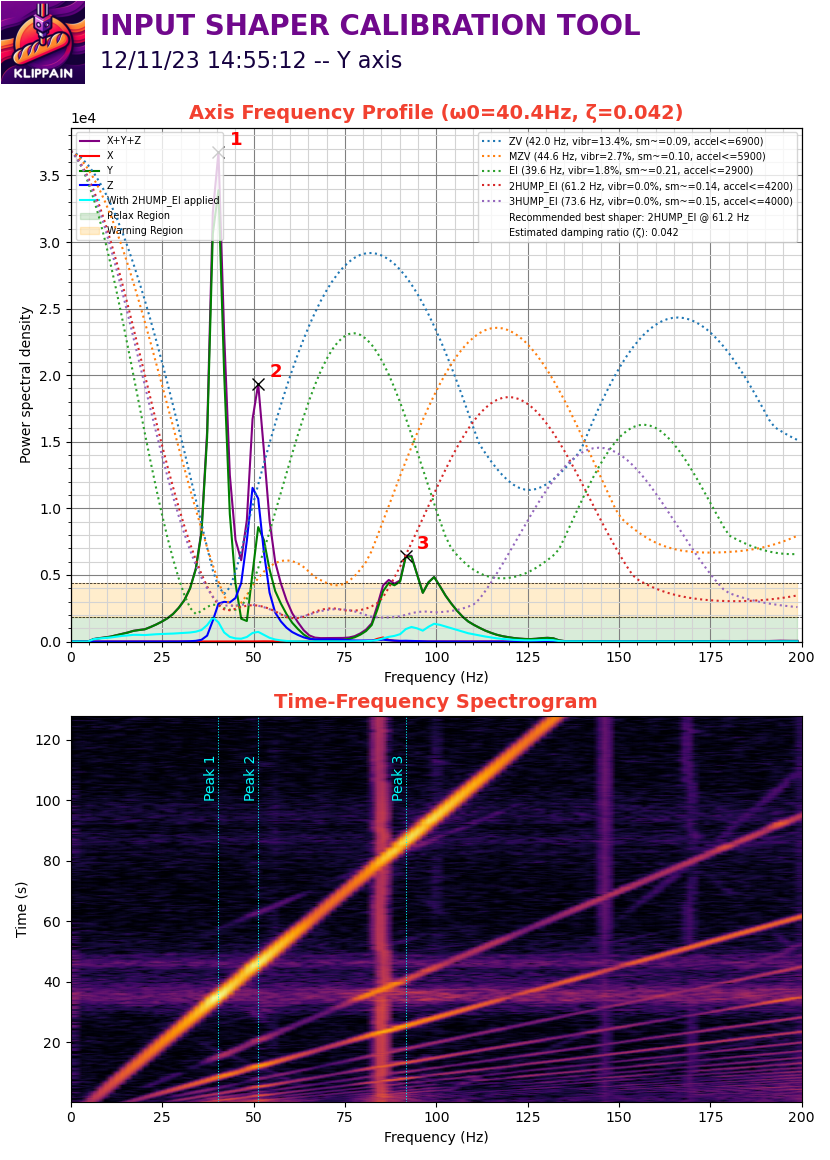 INPUT SHAPER CALIBRATION TOOL
12/11/23 14:55:12 -- Y axis
KLIPPAIN
Axis Frequency Profile (ω0=40.4Hz, ζ=0.042)
1e4
X+Y+Z
X
Y
Z
With 2HUMP_EI applied
Relax Region
Warning Region
ZV (42.0 Hz, vibr=13.4%, sm~=0.09, accel<=6900)
MZV (44.6 Hz, vibr=2.7%, sm~=0.10, accel<=5900)
EI (39.6 Hz, vibr=1.8%, sm~=0.21, accel<=2900)
2HUMP_EI (61.2 Hz, vibr=0.0%, sm~=0.14, accel<=4200)
3HUMP_EI (73.6 Hz, vibr=0.0%, sm~=0.15, accel<=4000)
Recommended best shaper: 2HUMP_EI @ 61.2 Hz
Estimated damping ratio (ζ): 0.042
1
2
3
Power spectral density
3.5
3.0
2.5
2.0
1.5
1.0
0.5
0.0
0 25 50 75 100 125 150 175 200
Frequency (Hz)
Time-Frequency Spectrogram
Peak 1
Peak 2
Peak 3
Time (s)
120
100
80
60
40
20
0 25 50 75 100 125 150 175 200
Frequency (Hz)